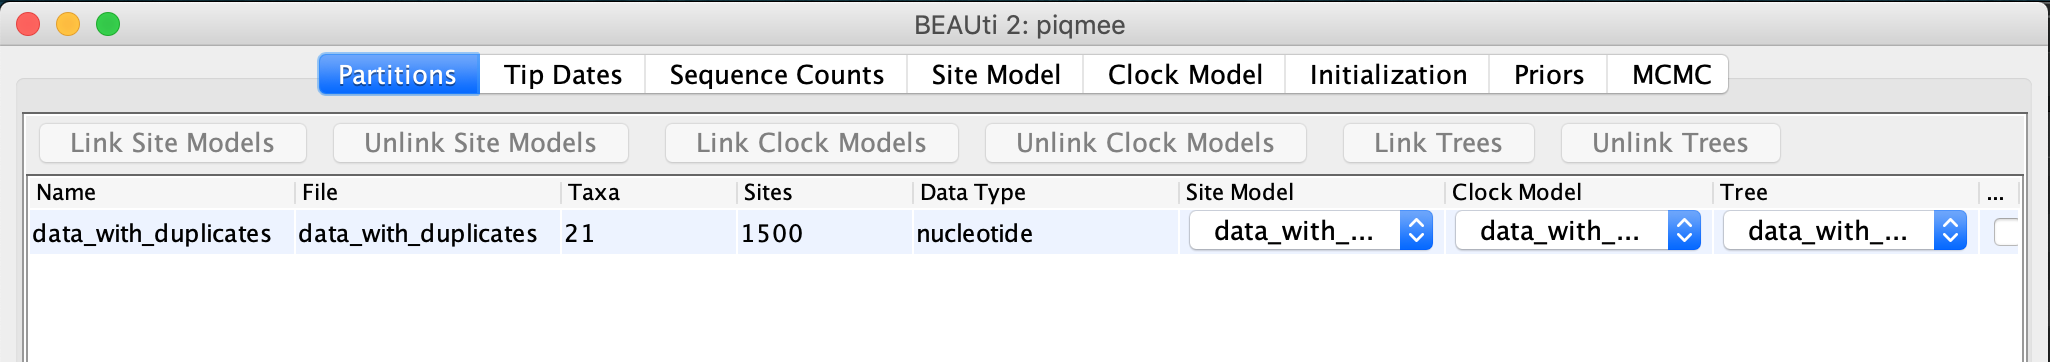 BEAUti 2: piqmee
Partitions Tip Dates Sequence Counts Site Model Clock Model Initialization Priors MCMC
Link Site Models Unlink Site Models Link Clock Models Unlink Clock Models Link Trees Unlink Trees
Name File Taxa Sites Data Type Site Model Clock Model Tree ...
data_with_duplicates data_with_duplicates 21 1500 nucleotide data_with_... data_with_... data_with_...